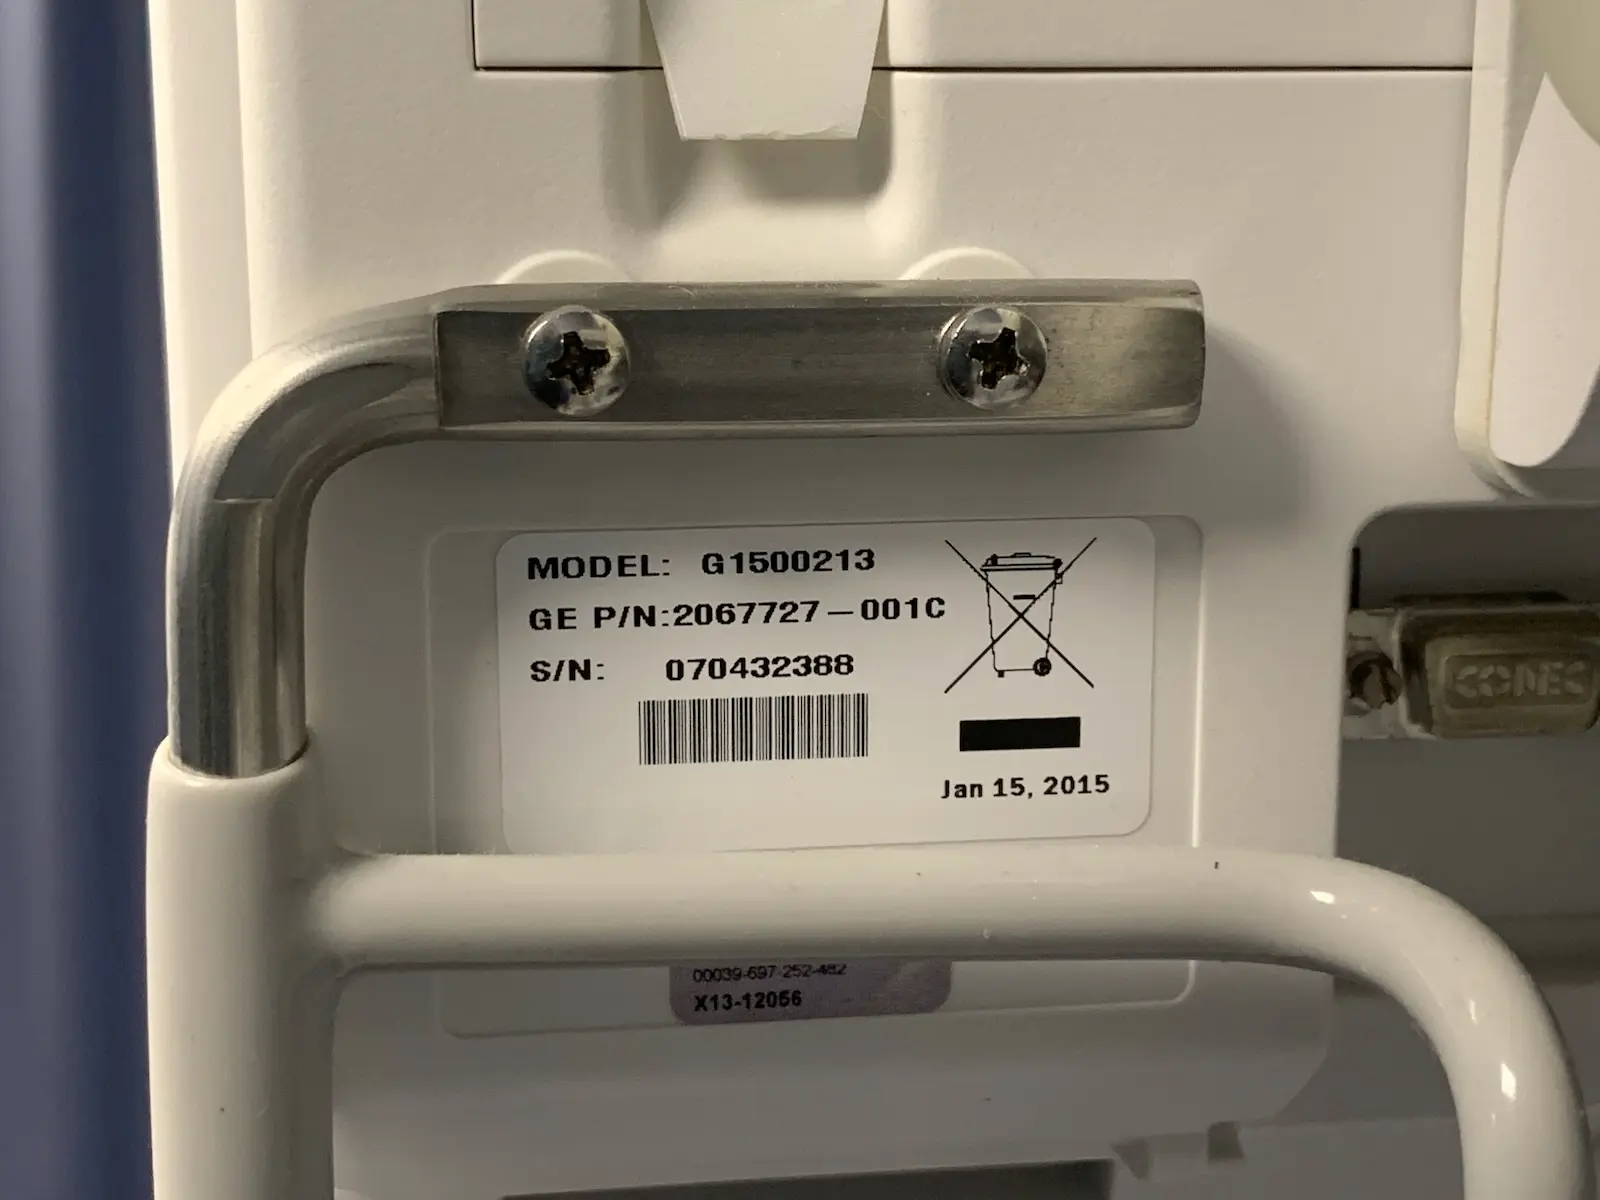 MODEL: G1500213
GE P/N:2067727-001C
S/N: 070432388
Jan 15, 2015
CONEC
00039-697-252-482
X13-12056